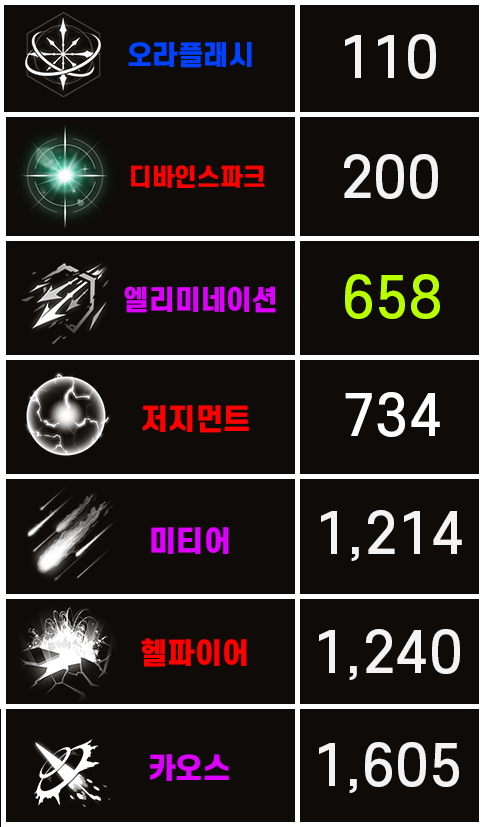 오라플래시 110
디바인스파크 200
엘리미네이션 658
저지먼트 734
미티어 1,214
헬파이어 1,240
카오스 1,605